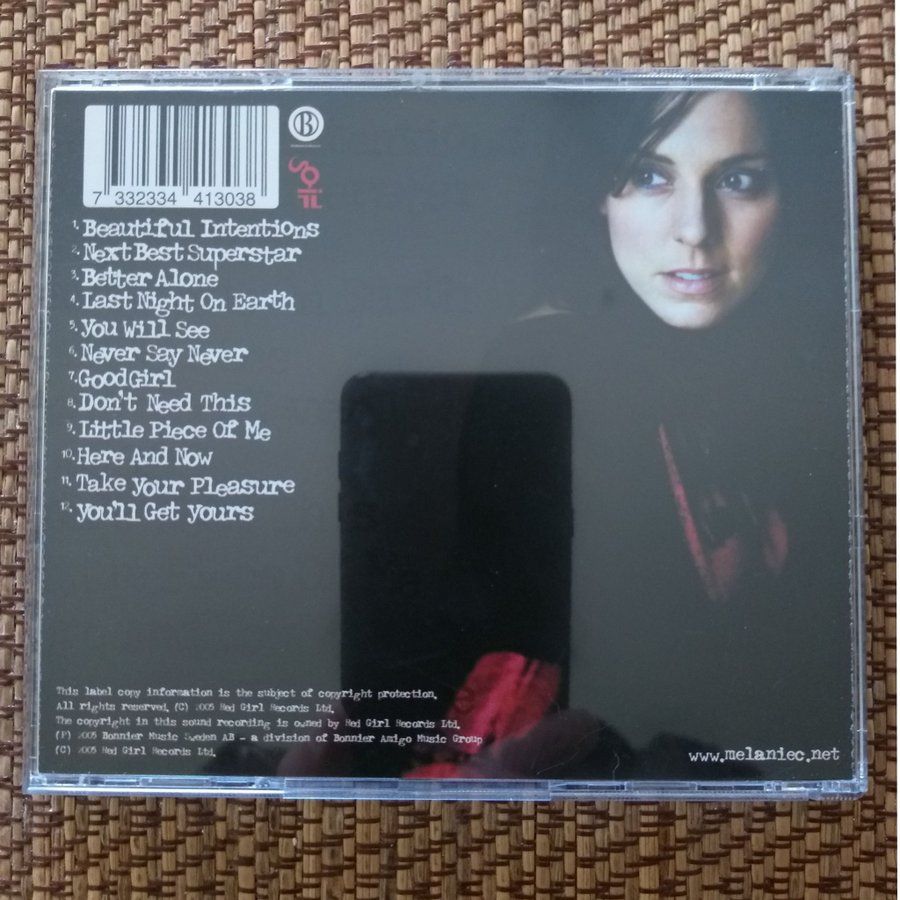 7 332334 413038
B
1. Beautiful Intentions
2. Next Best Superstar
3. Better Alone
4. Last Night On Earth
5. You Will See
6. Never Say Never
7. Good Girl
8. Don't Need This
9. Little Piece Of Me
10. Here And Now
11. Take Your Pleasure
12. You'll Get Yours
This label copy information is the subject of copyright protection.
All rights reserved. (C) 2005 Red Girl Records Ltd.
The copyright in this sound recording is owned by Red Girl Records Ltd.
(P) 2005 Bonnier Music Sweden AB - a division of Bonnier Amigo Music Group
(C) 2005 Red Girl Records Ltd.
www.melaniec.net